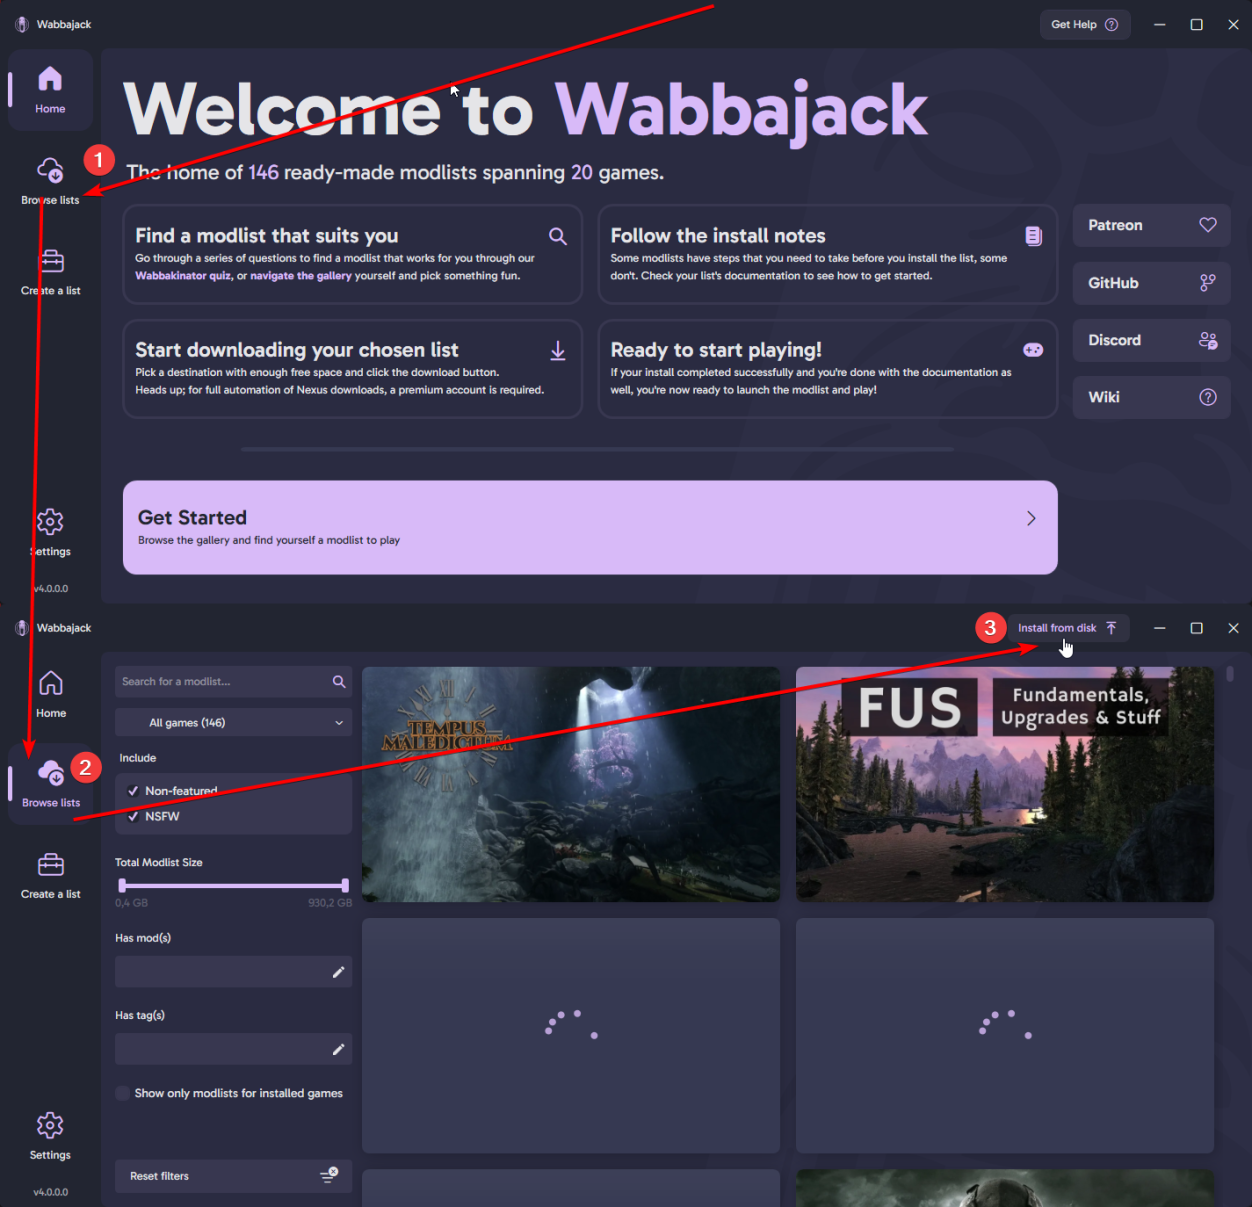 Wabbajack
Get Help
Home
1
Browse lists
Create a list
Settings
v4.0.0.0
Welcome to Wabbajack
The home of 146 ready-made modlists spanning 20 games.
Find a modlist that suits you
Go through a series of questions to find a modlist that works for you through our
Wabbakinator quiz, or navigate the gallery yourself and pick something fun.
Follow the install notes
Some modlists have steps that you need to take before you install the list, some
don't. Check your list's documentation to see how to get started.
Start downloading your chosen list
Pick a destination with enough free space and click the download button.
Heads up; for full automation of Nexus downloads, a premium account is required.
Ready to start playing!
If your install completed successfully and you're done with the documentation as
well, you're now ready to launch the modlist and play!
Patreon
GitHub
Discord
Wiki
Get Started
Browse the gallery and find yourself a modlist to play
Wabbajack
3
Install from disk
Home
2
Browse lists
Create a list
Settings
v4.0.0.0
Search for a modlist...
All games (146)
Include
Non-featured
NSFW
Total Modlist Size
0,4 GB 930,2 GB
Has mod(s)
Has tag(s)
Show only modlists for installed games
Reset filters
TEMPUS
MALEDICTUM
FUS
Fundamentals,
Upgrades & Stuff